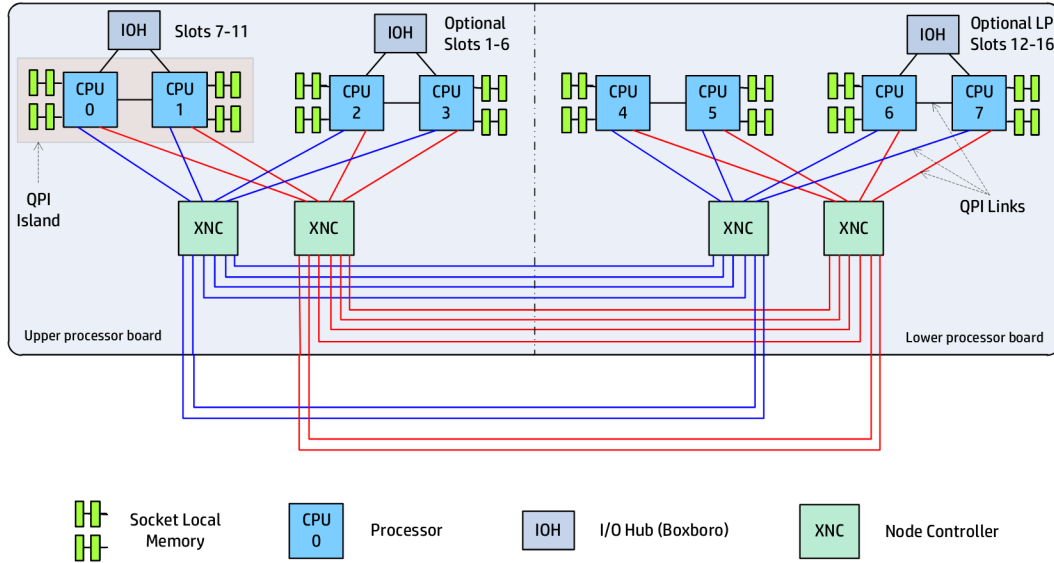 IOH
Slots 7-11
IOH
Optional
Slots 1-6
IOH
Optional LP
Slots 12-16
CPU
0
CPU
1
CPU
2
CPU
3
CPU
4
CPU
5
CPU
6
CPU
7
QPI
Island
QPI Links
XNC
XNC
XNC
XNC
Upper processor board
Lower processor board
Socket Local
Memory
CPU
0
Processor
IOH
I/O Hub (Boxboro)
XNC
Node Controller